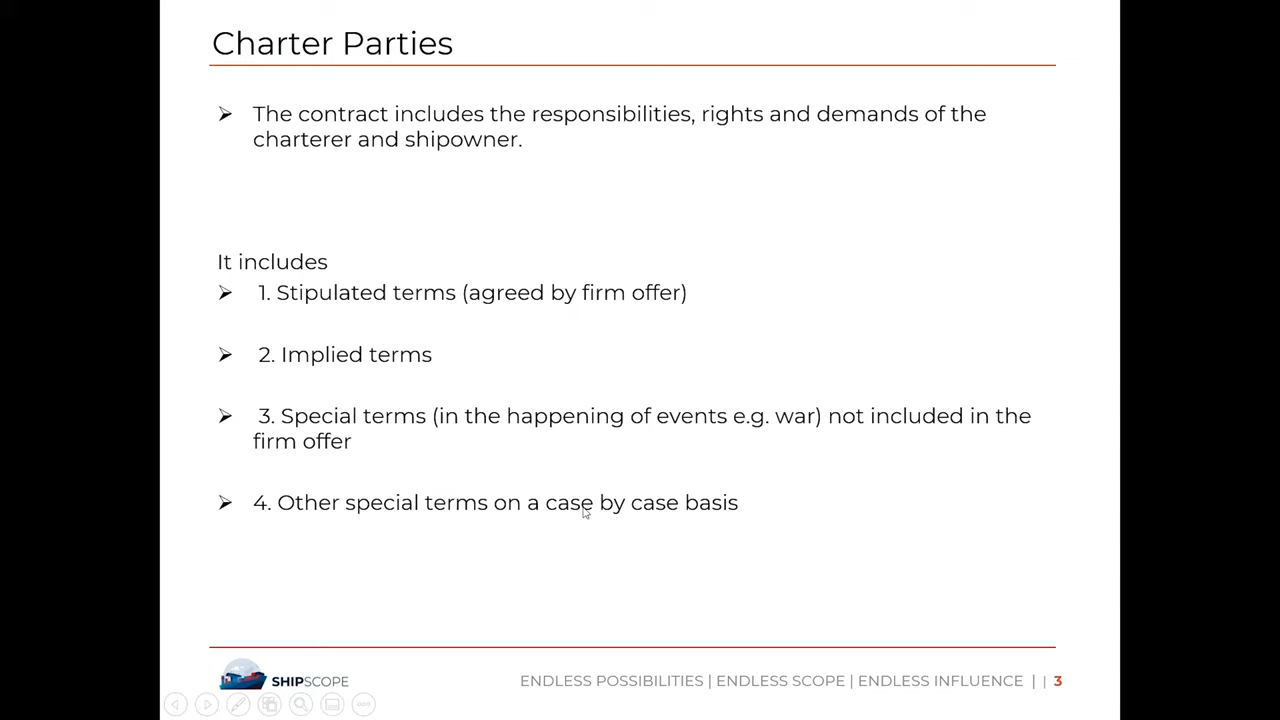 Charter Parties
➢ The contract includes the responsibilities, rights and demands of the
charterer and shipowner.
It includes
➢ 1. Stipulated terms (agreed by firm offer)
➢ 2. Implied terms
➢ 3. Special terms (in the happening of events e.g. war) not included in the
firm offer
➢ 4. Other special terms on a case by case basis
SHIPSCOPE
ENDLESS POSSIBILITIES | ENDLESS SCOPE | ENDLESS INFLUENCE | | 3